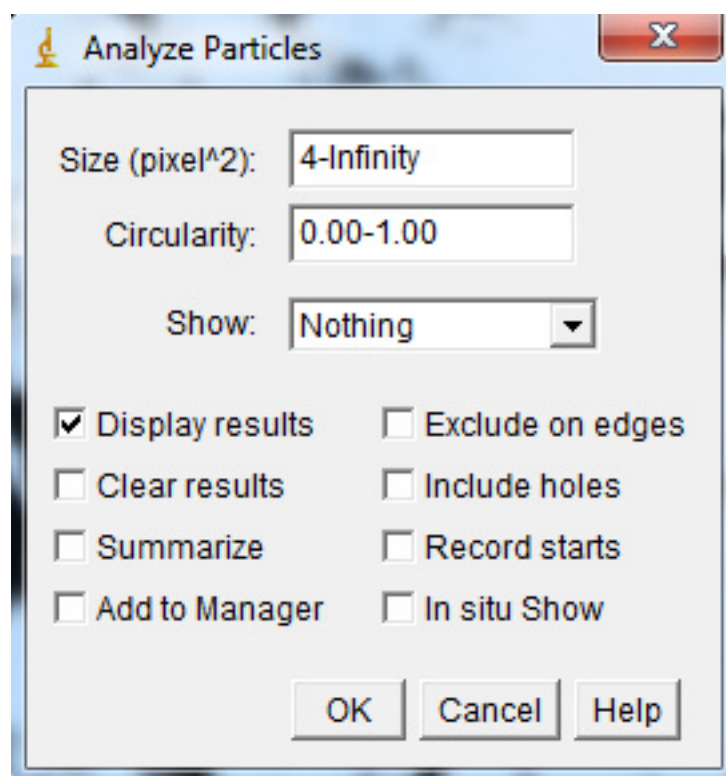 Analyze Particles
Size (pixel^2): 4-Infinity
Circularity: 0.00-1.00
Show: Nothing
Display results Exclude on edges
Clear results Include holes
Summarize Record starts
Add to Manager In situ Show
OK Cancel Help